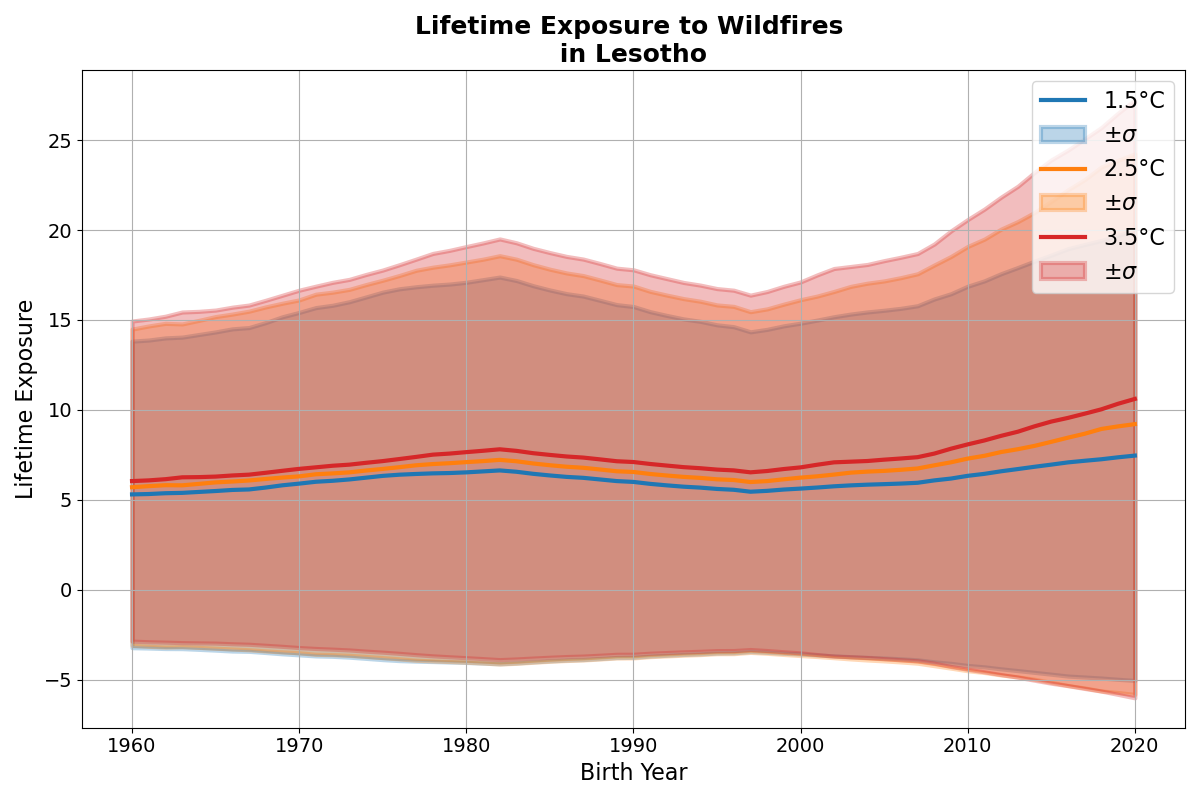 Lifetime Exposure to Wildfires
in Lesotho
Lifetime Exposure
25
20
15
10
5
0
−5
1960
1970
1980
1990
2000
2010
2020
Birth Year
1.5°C
±σ
2.5°C
±σ
3.5°C
±σ